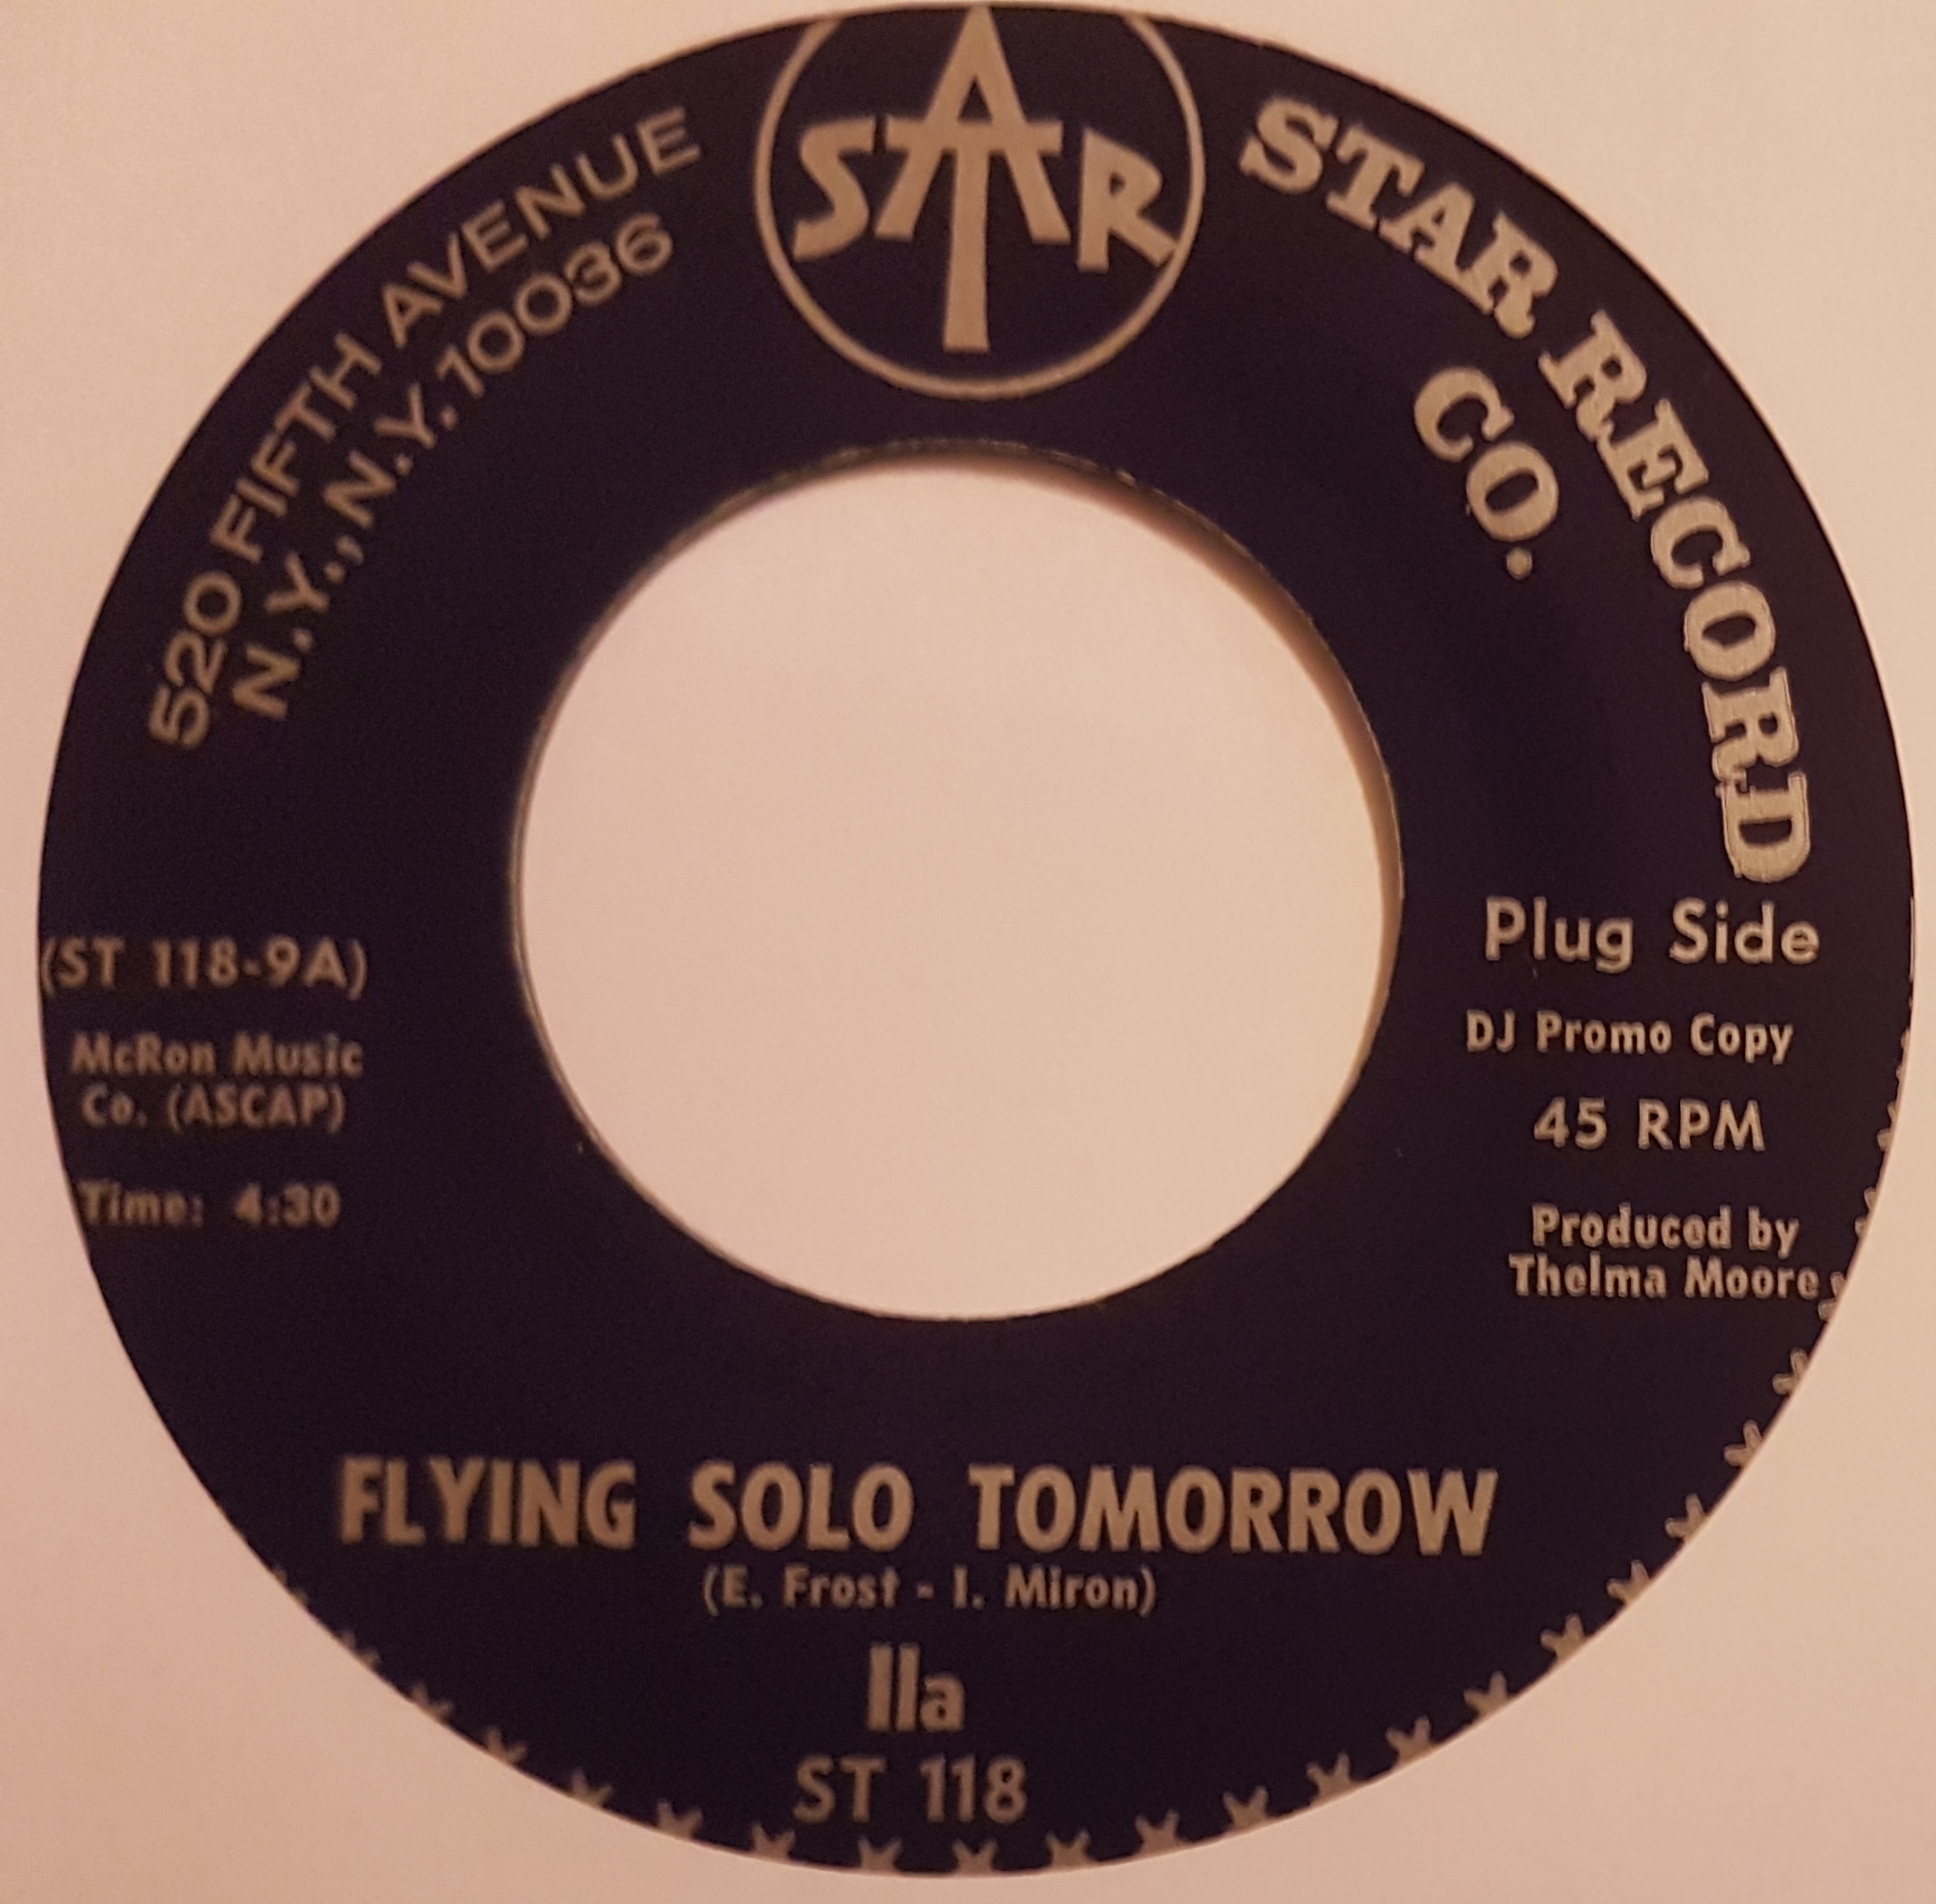 520 FIFTH AVENUE
N.Y., N.Y. 10036
STAR
STAR RECORD
CO.
(ST 118-9A)
McRon Music
Co. (ASCAP)
Time: 4:30
Plug Side
DJ Promo Copy
45 RPM
Produced by
Thelma Moore
FLYING SOLO TOMORROW
(E. Frost - I. Miron)
Ila
ST 118